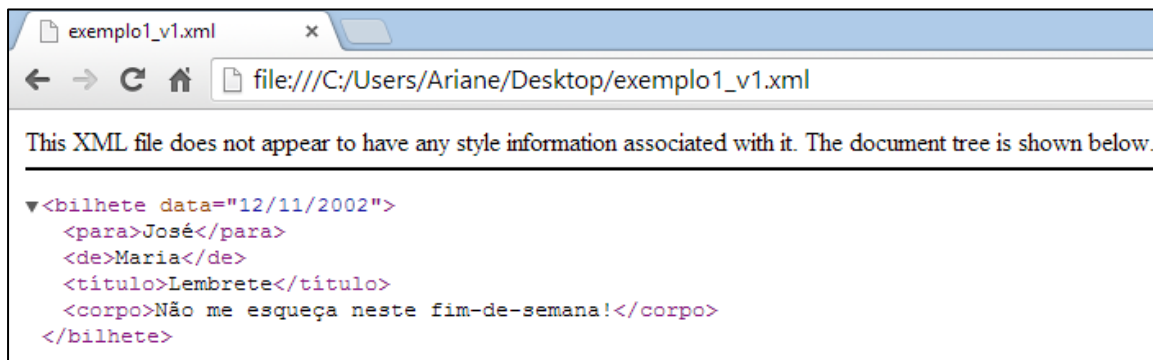 exemplo1_v1.xml ×
file:///C:/Users/Ariane/Desktop/exemplo1_v1.xml
This XML file does not appear to have any style information associated with it. The document tree is shown below.
▼<bilhete data="12/11/2002">
<para>José</para>
<de>Maria</de>
<título>Lembrete</título>
<corpo>Não me esqueça neste fim-de-semana!</corpo>
</bilhete>